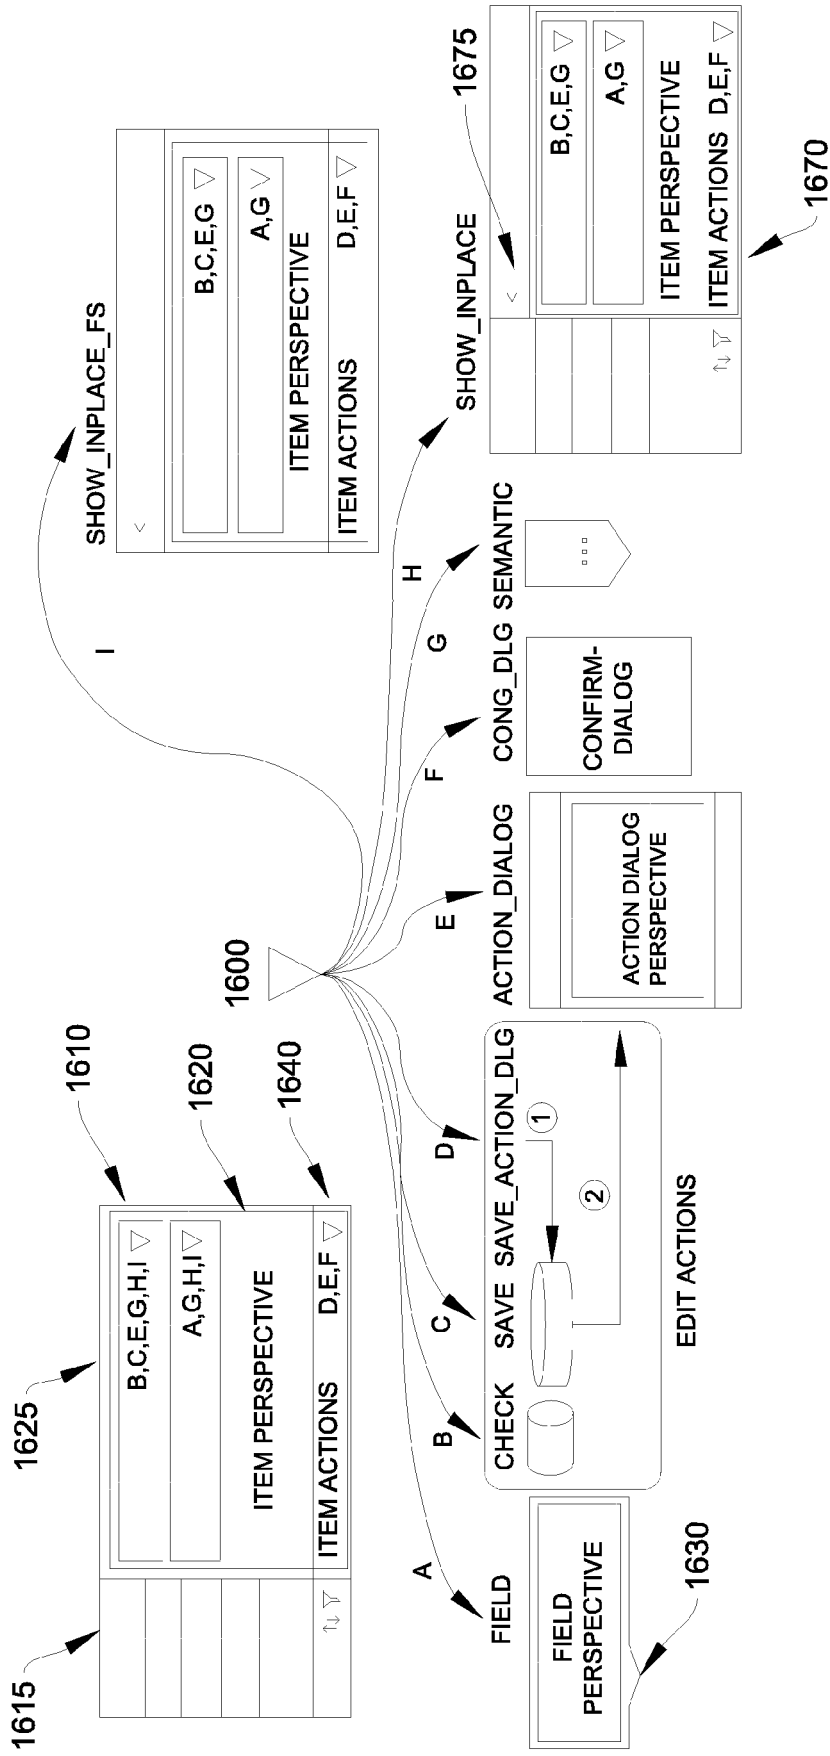 1615
1625
1610
1620
1640
B,C,E,G,H,I
A,G,H,I
ITEM PERSPECTIVE
ITEM ACTIONS
D,E,F
1600
I
SHOW_INPLACE_FS
<
B,C,E,G
A,G
ITEM PERSPECTIVE
ITEM ACTIONS
D,E,F
A
B
C
D
E
F
G
H
FIELD
FIELD
PERSPECTIVE
1630
CHECK
SAVE
SAVE_ACTION_DLG
1
2
EDIT ACTIONS
ACTION_DIALOG
ACTION DIALOG
PERSPECTIVE
CONG_DLG
CONFIRM-
DIALOG
SEMANTIC
SHOW_INPLACE
1675
<
B,C,E,G
A,G
ITEM PERSPECTIVE
ITEM ACTIONS D,E,F
1670